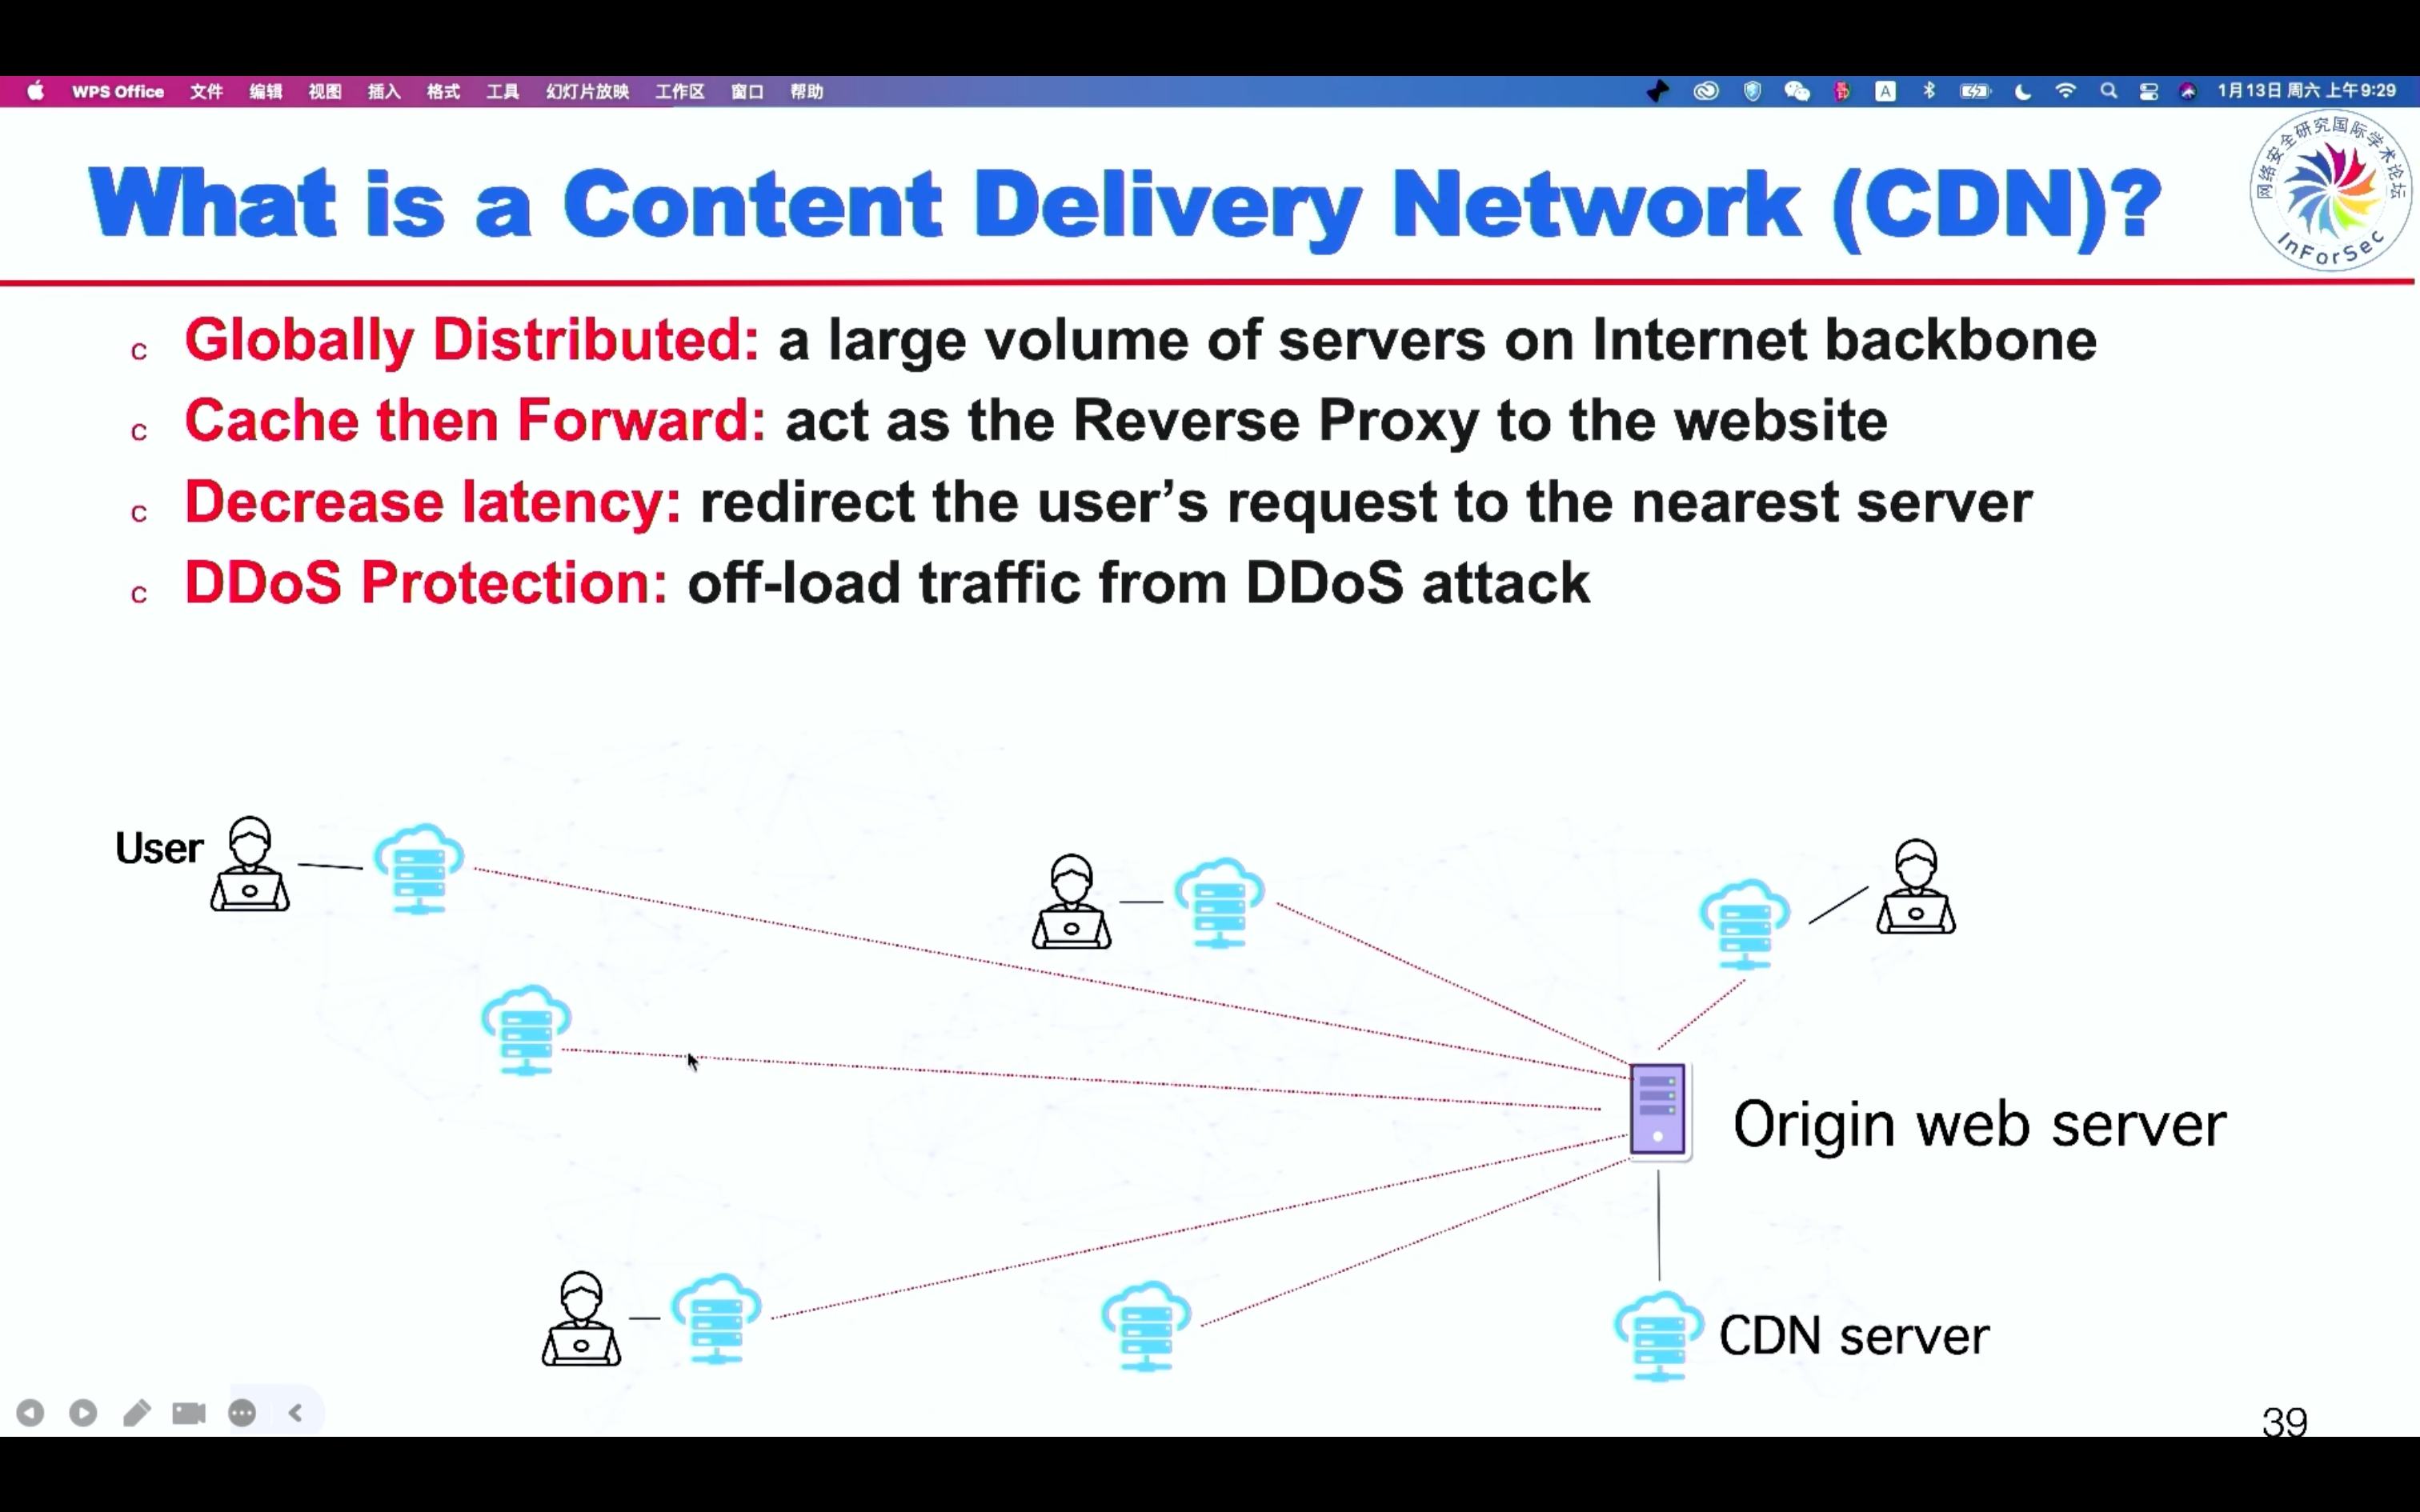 WPS Office 文件 编辑 视图 插入 格式 工具 幻灯片放映 工作区 窗口 帮助 A 1月13日 周六 上午9:29
What is a Content Delivery Network (CDN)?
网络安全研究国际学术论坛
InForSec
c Globally Distributed: a large volume of servers on Internet backbone
c Cache then Forward: act as the Reverse Proxy to the website
c Decrease latency: redirect the user’s request to the nearest server
c DDoS Protection: off-load traffic from DDoS attack
User
Origin web server
CDN server
39